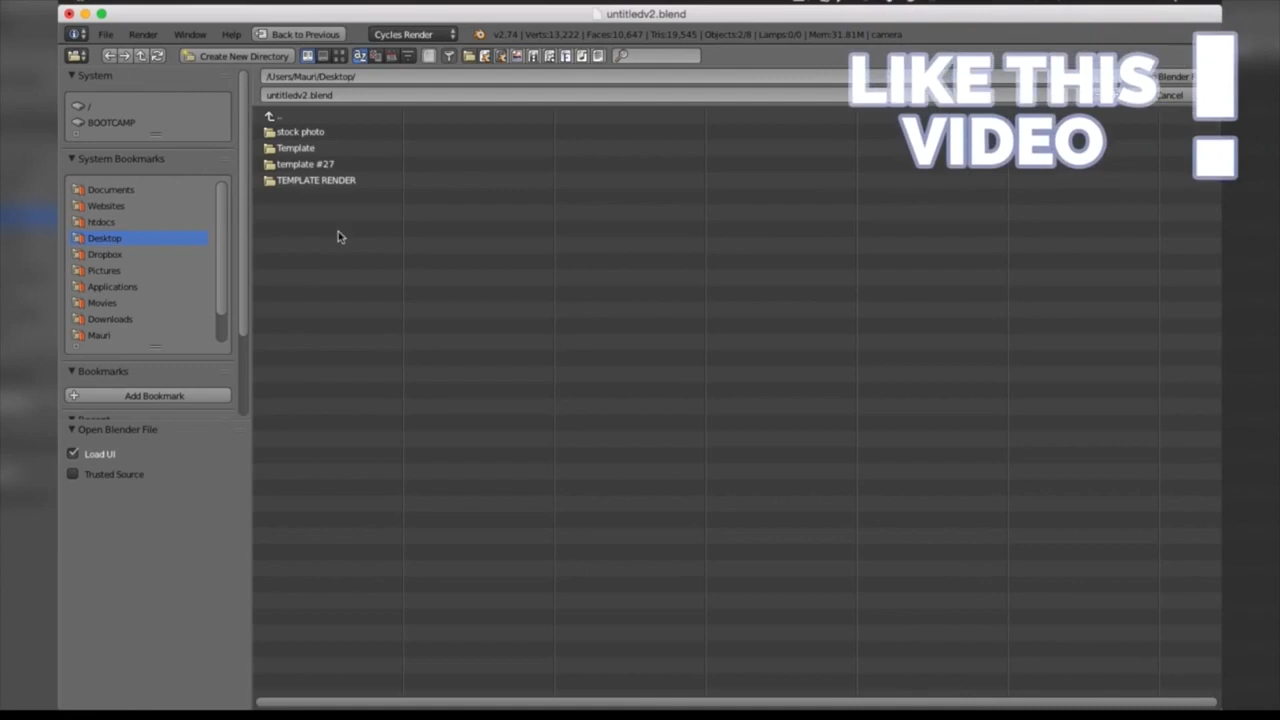 untitledv2.blend
File Render Window Help Back to Previous Cycles Render v2.74 | Verts:13,222 | Faces:10,647 | Tris:19,545 | Objects:2/8 | Lamps:0/0 | Mem:31.81M | camera
Create New Directory
System
/
BOOTCAMP
System Bookmarks
Documents
Websites
htdocs
Desktop
Dropbox
Pictures
Applications
Movies
Downloads
Mauri
Bookmarks
Add Bookmark
Open Blender File
Load UI
Trusted Source
/Users/Mauri/Desktop/
untitledv2.blend
..
stock photo
Template
template #27
TEMPLATE RENDER
Blender
LIKE THIS
VIDEO
!